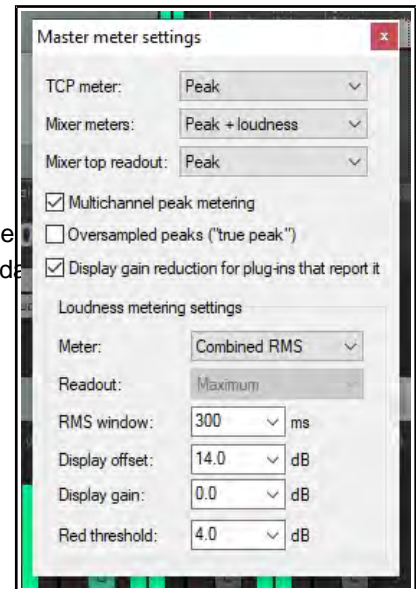 Master meter settings
x
TCP meter: Peak
Mixer meters: Peak + loudness
Mixer top readout: Peak
Multichannel peak metering
Oversampled peaks ("true peak")
Display gain reduction for plug-ins that report it
Loudness metering settings
Meter: Combined RMS
Readout: Maximum
RMS window: 300 ms
Display offset: 14.0 dB
Display gain: 0.0 dB
Red threshold: 4.0 dB